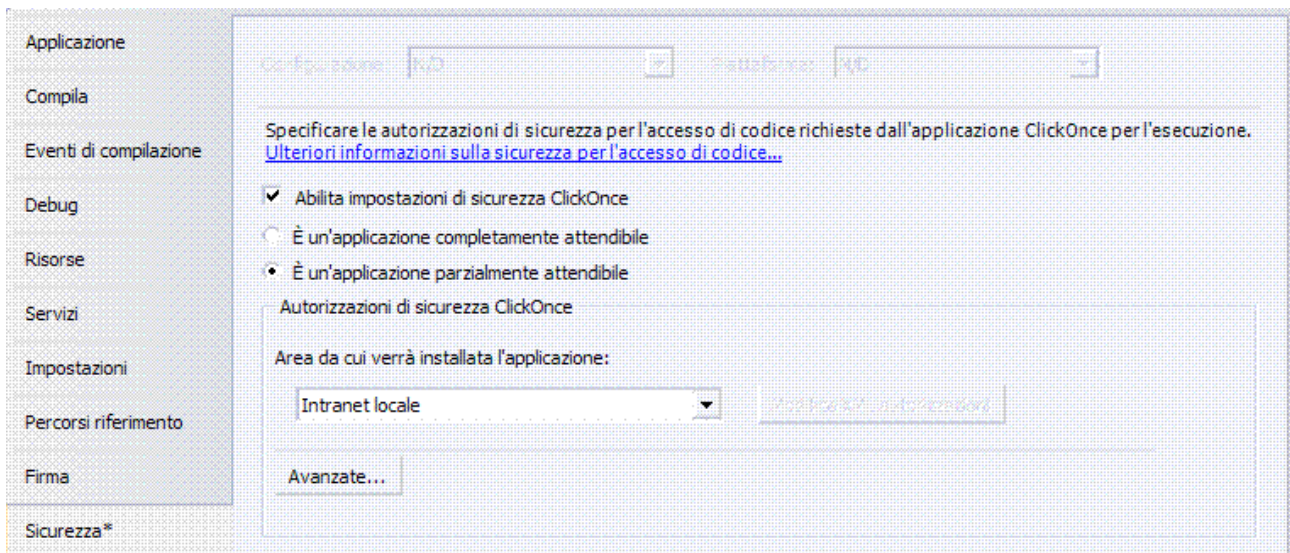 Applicazione
Compila
Eventi di compilazione
Debug
Risorse
Servizi
Impostazioni
Percorsi riferimento
Firma
Sicurezza*
Configurazione: N/D Piattaforma: N/D
Specificare le autorizzazioni di sicurezza per l'accesso di codice richieste dall'applicazione ClickOnce per l'esecuzione.
Ulteriori informazioni sulla sicurezza per l'accesso di codice...
Abilita impostazioni di sicurezza ClickOnce
È un'applicazione completamente attendibile
È un'applicazione parzialmente attendibile
Autorizzazioni di sicurezza ClickOnce
Area da cui verrà installata l'applicazione:
Intranet locale
Avanzate...